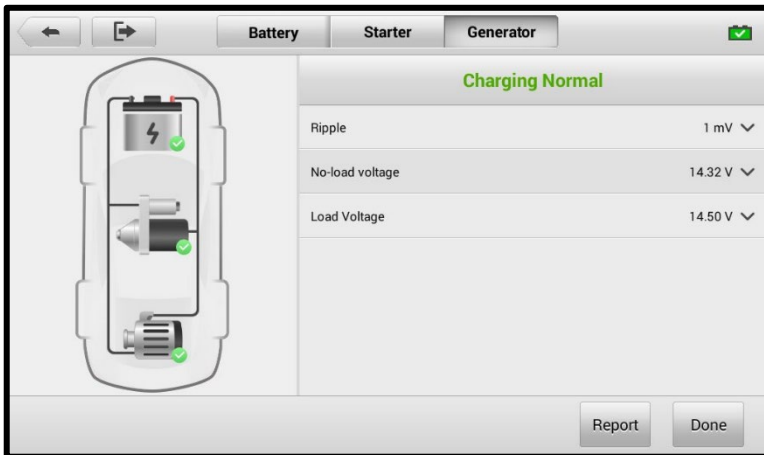 Battery Starter Generator
Charging Normal
Ripple 1 mV
No-load voltage 14.32 V
Load Voltage 14.50 V
Report Done